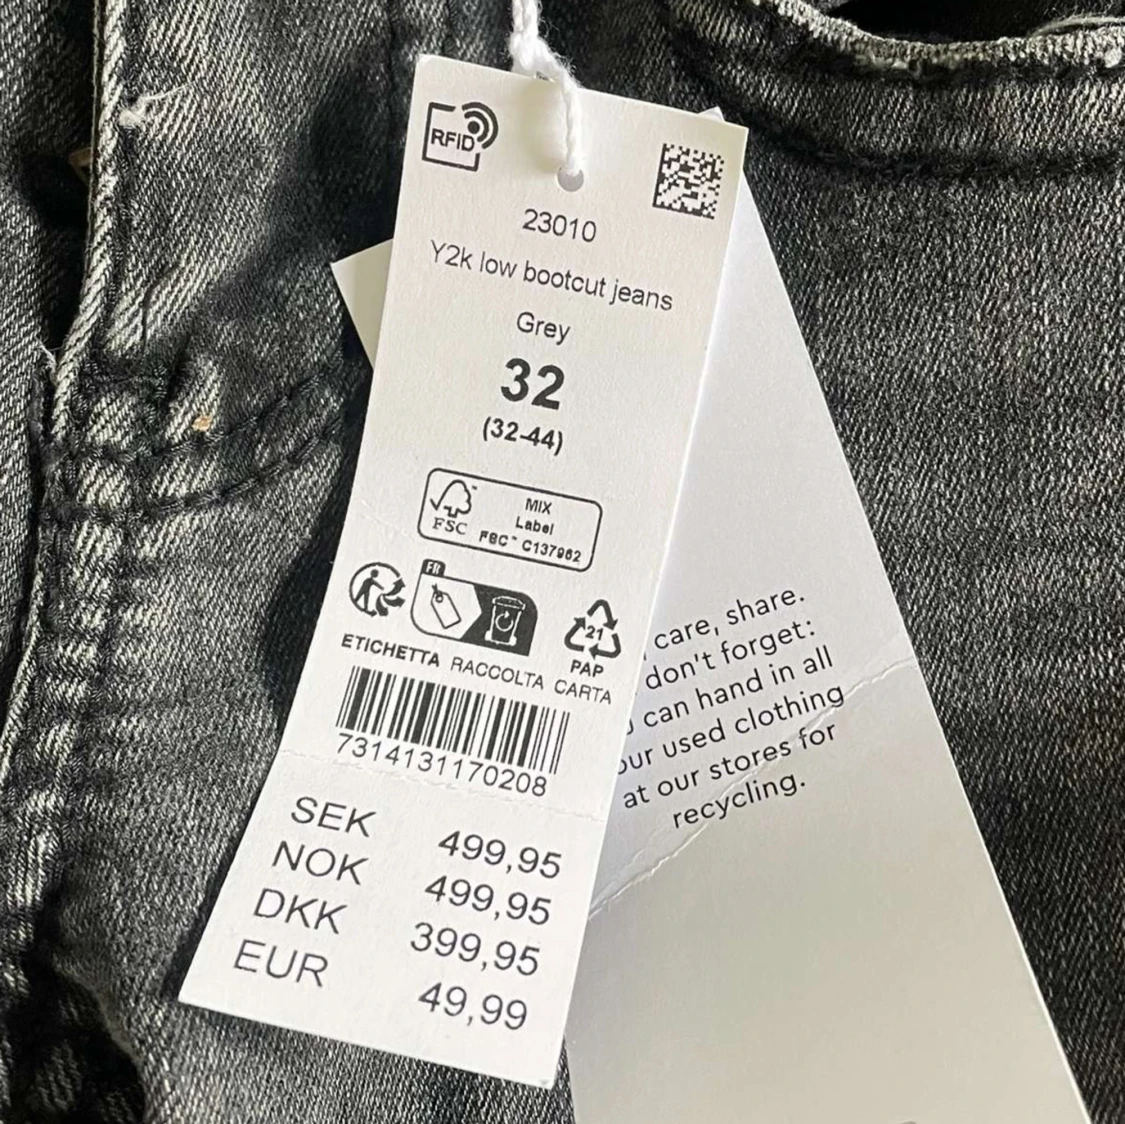 RFID
23010
Y2k low bootcut jeans
Grey
32
(32-44)
FSC
MIX
Label
FSC™ C137962
FR
21
PAP
ETICHETTA RACCOLTA CARTA
7314131170208
SEK 499,95
NOK 499,95
DKK 399,95
EUR 49,99
care, share.
don't forget:
can hand in all
used clothing
at our stores for
recycling.